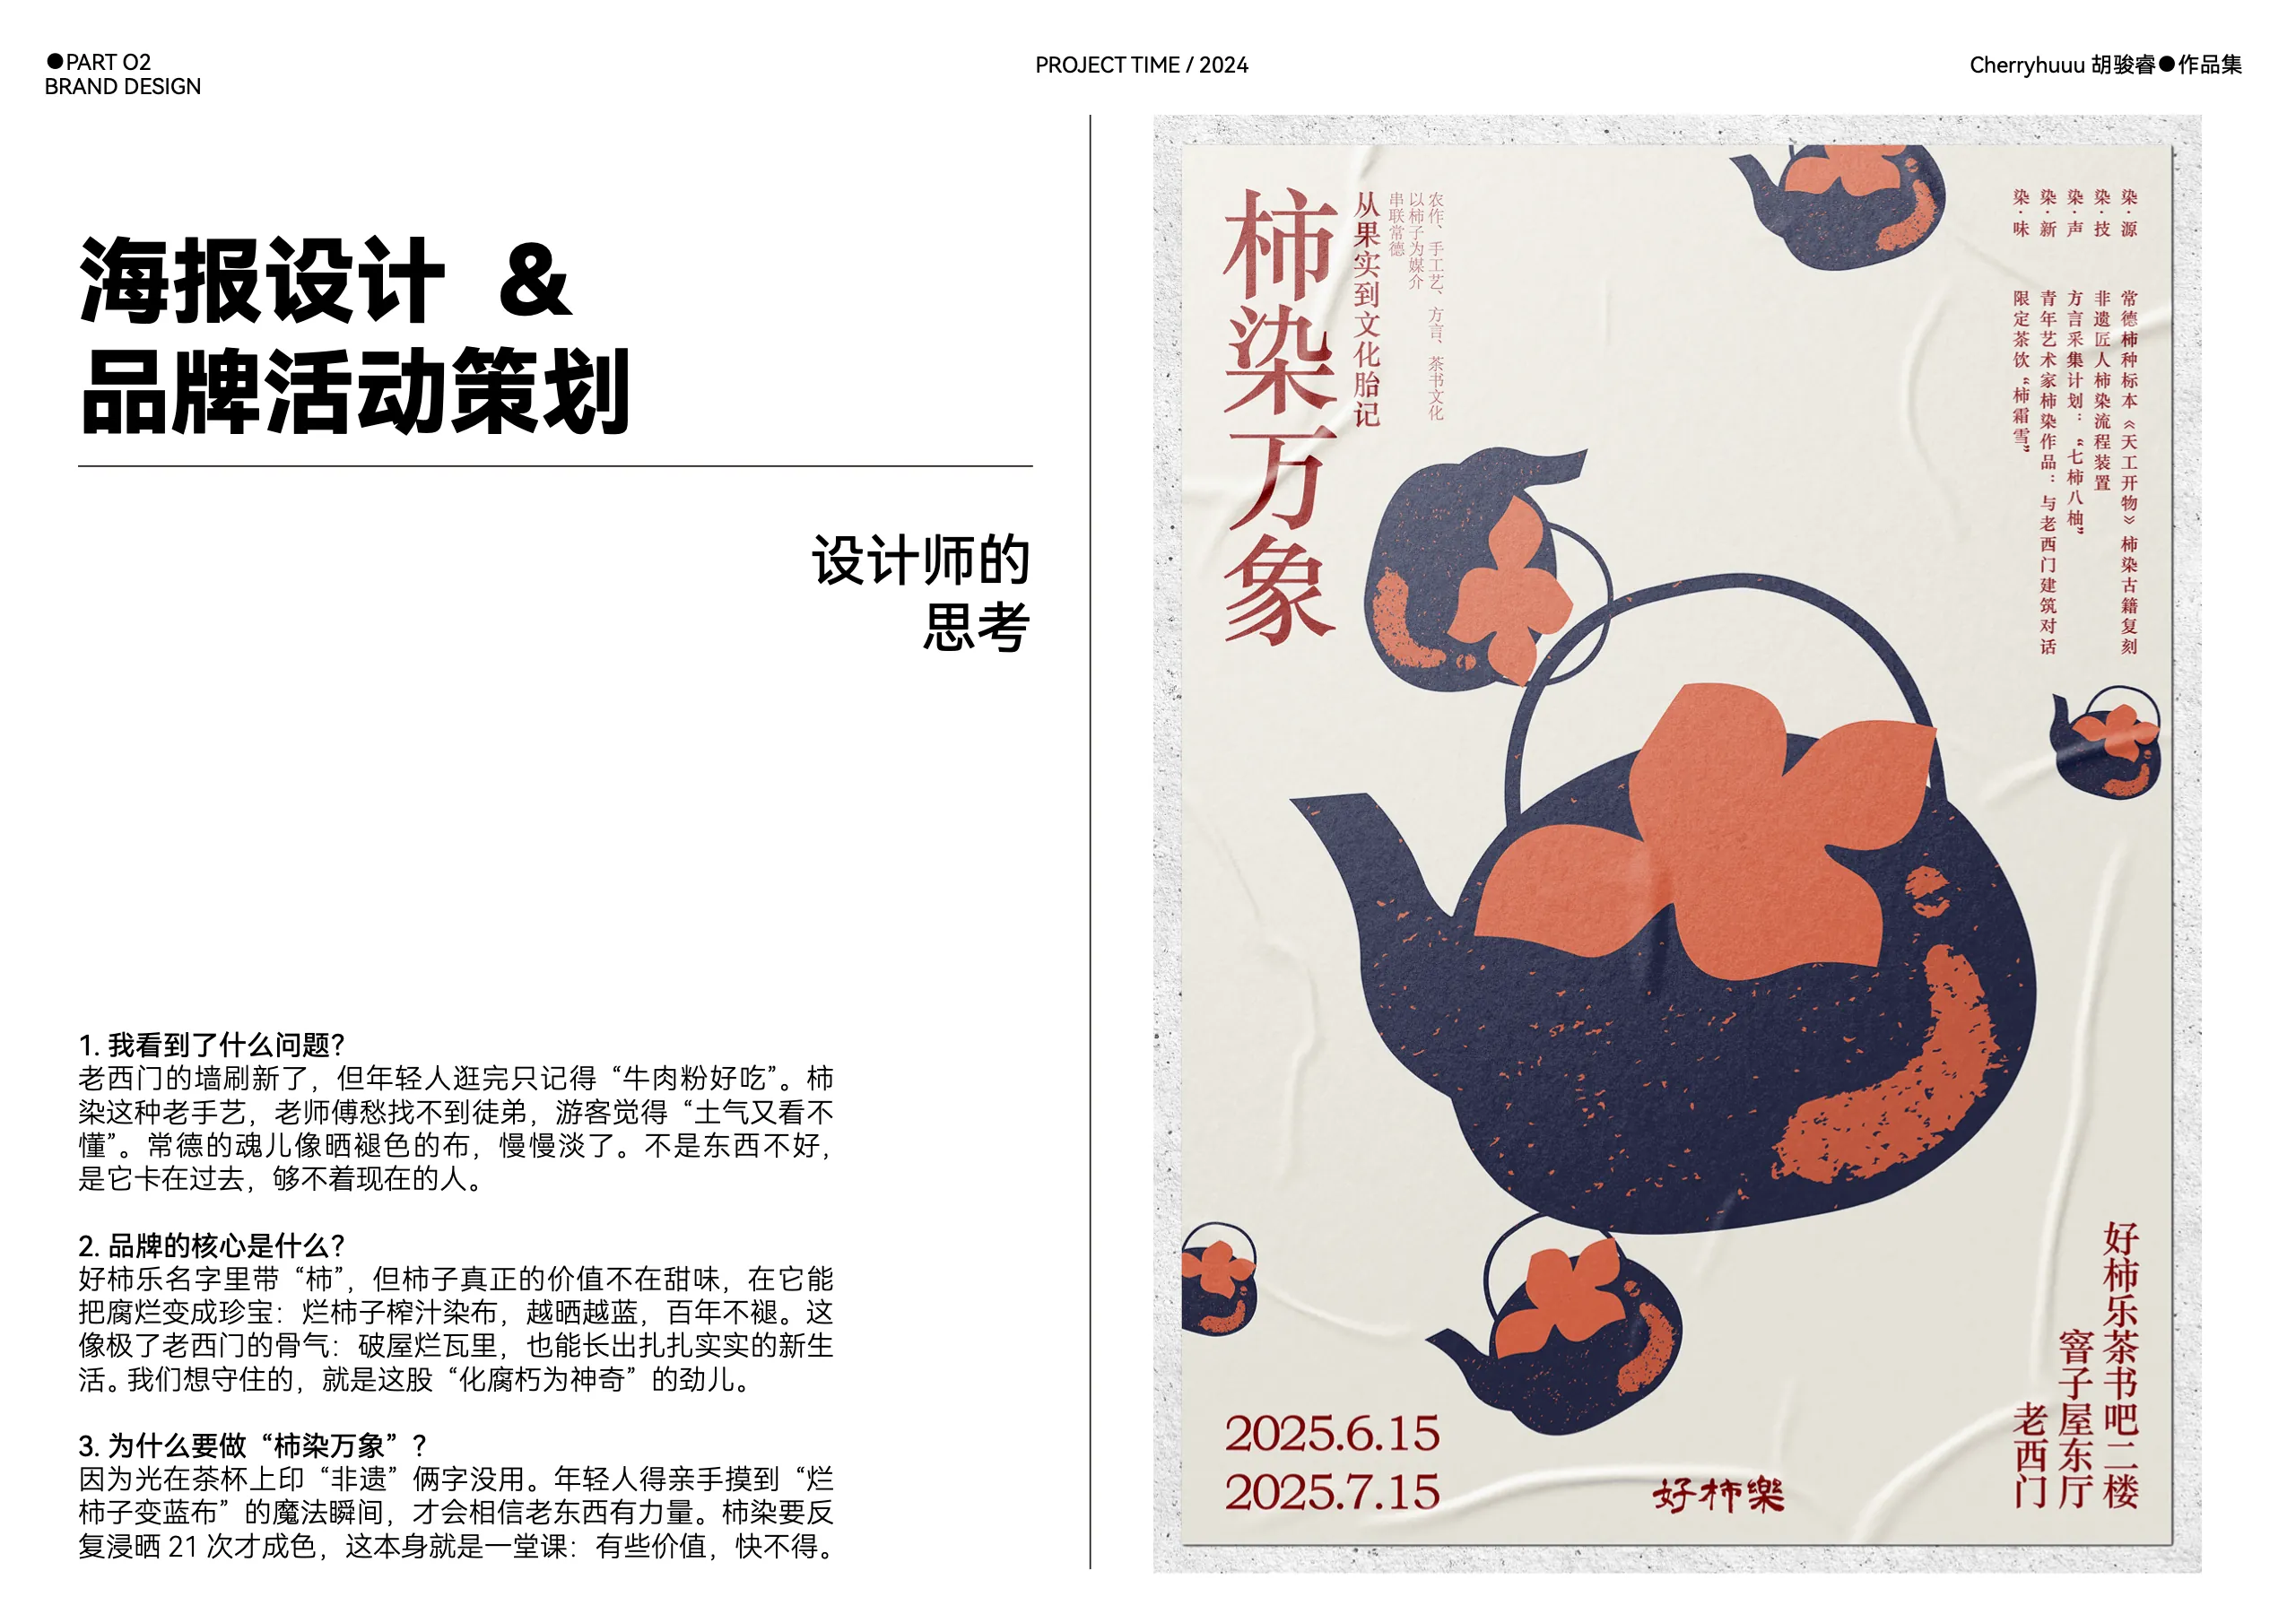 ●PART O2
BRAND DESIGN
PROJECT TIME / 2024
Cherryhuuu 胡骏睿●作品集
海报设计 &
品牌活动策划
设计师的
思考
1. 我看到了什么问题?
老西门的墙刷新了，但年轻人逛完只记得“牛肉粉好吃”。柿
染这种老手艺，老师傅愁找不到徒弟，游客觉得“土气又看不
懂”。常德的魂儿像晒褪色的布，慢慢淡了。不是东西不好，
是它卡在过去，够不着现在的人。
2. 品牌的核心是什么?
好柿乐名字里带“柿”，但柿子真正的价值不在甜味，在它能
把腐烂变成珍宝：烂柿子榨汁染布，越晒越蓝，百年不褪。这
像极了老西门的骨气：破屋烂瓦里，也能长出扎扎实实的新生
活。我们想守住的，就是这股“化腐朽为神奇”的劲儿。
3. 为什么要做“柿染万象”?
因为光在茶杯上印“非遗”俩字没用。年轻人得亲手摸到“烂
柿子变蓝布”的魔法瞬间，才会相信老东西有力量。柿染要反
复浸晒 21 次才成色，这本身就是一堂课：有些价值，快不得。
柿染万象
从果实到文化胎记
农作、手工艺、方言、茶书文化
以柿子为媒介
串联常德
染·源
常德柿种标本《天工开物》柿染古籍复刻
染·技
非遗匠人柿染流程装置
染·声
方言采集计划：“七柿八柚”
染·新
青年艺术家柿染作品：与老西门建筑对话
染·味
限定茶饮“柿霜雪”
2025.6.15
2025.7.15
好柿樂
好柿乐茶书吧二楼
窨子屋东厅
老西门